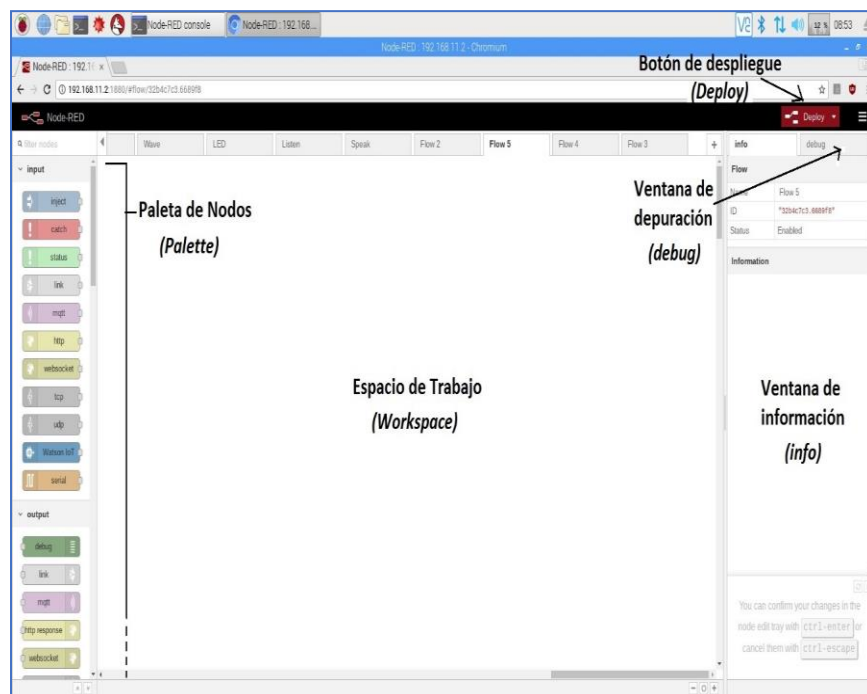 Node-RED console
Node-RED : 192.168...
12 %
08:53
Node-RED : 192.168.11.2 - Chromium
Node-RED : 192.1
192.168.11.2:1880/#flow/32b4c7c3.6689f8
Botón de despliegue
(Deploy)
Node-RED
Deploy
filter nodes
Wave
LED
Listen
Speak
Flow 2
Flow 5
Flow 4
Flow 3
+
info
debug
input
inject
catch
status
link
mqtt
http
websocket
tcp
udp
Watson IoT
serial
output
debug
link
mqtt
http response
websocket
Paleta de Nodos
(Palette)
Espacio de Trabajo
(Workspace)
Ventana de
depuración
(debug)
Flow
Name Flow 5
ID "32b4c7c3.6689f8"
Status Enabled
Information
Ventana de
información
(info)
You can confirm your changes in the
node edit tray with ctrl-enter or
cancel them with ctrl-escape